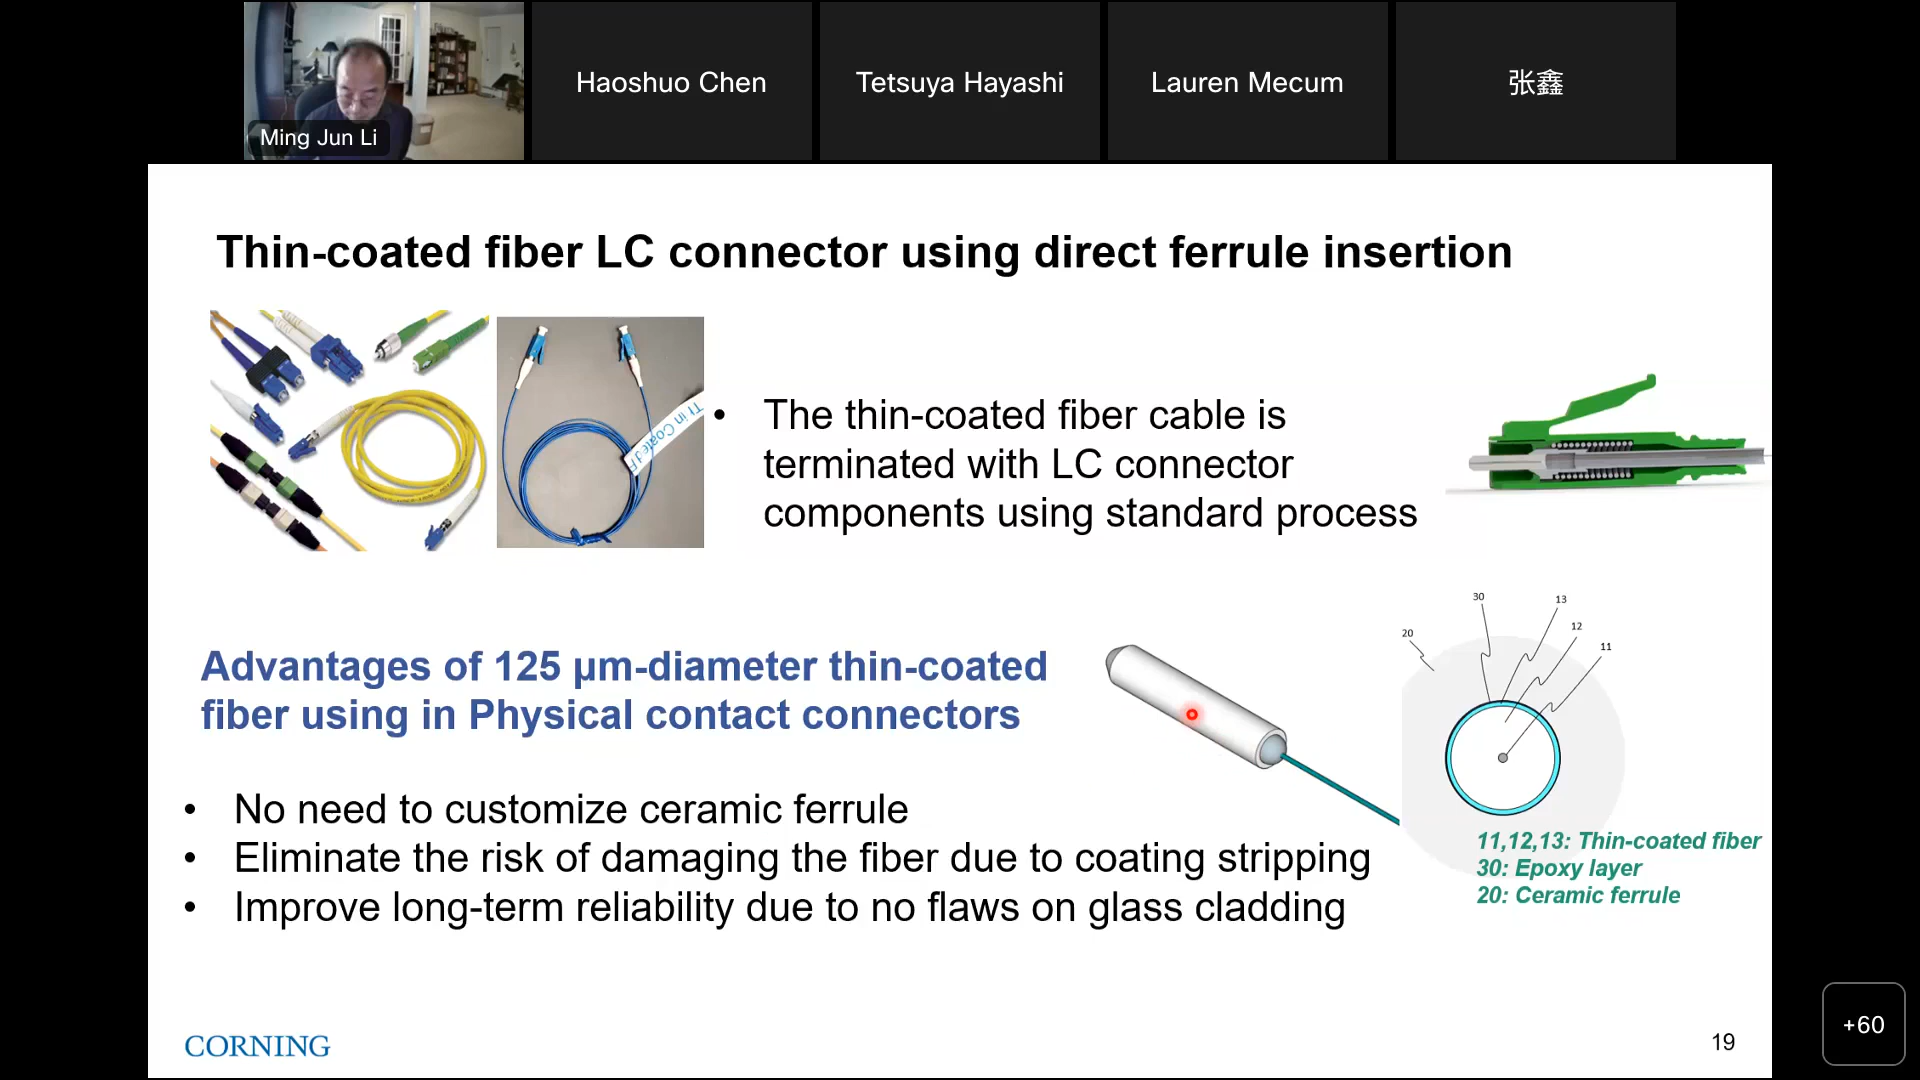 Haoshuo Chen
Tetsuya Hayashi
Lauren Mecum
张鑫
Ming Jun Li
Thin-coated fiber LC connector using direct ferrule insertion
Thin Coated F
• The thin-coated fiber cable is
terminated with LC connector
components using standard process
30
13
20
12
11
Advantages of 125 µm-diameter thin-coated
fiber using in Physical contact connectors
• No need to customize ceramic ferrule
• Eliminate the risk of damaging the fiber due to coating stripping
• Improve long-term reliability due to no flaws on glass cladding
11,12,13: Thin-coated fiber
30: Epoxy layer
20: Ceramic ferrule
CORNING
19
+60